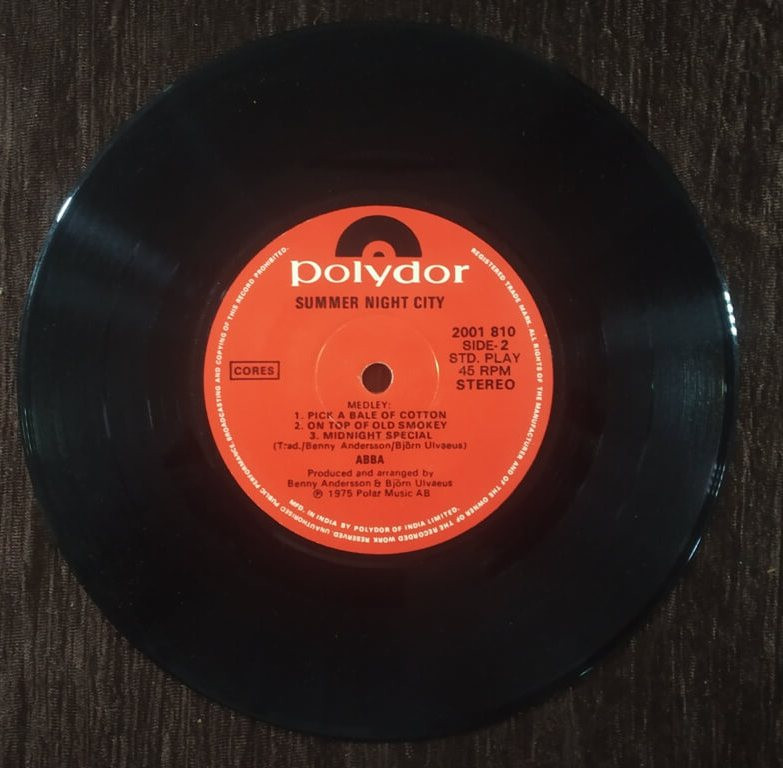 polydor
SUMMER NIGHT CITY
2001 810
SIDE-2
STD. PLAY
45 RPM
STEREO
CORES
MEDLEY:
1. PICK A BALE OF COTTON
2. ON TOP OF OLD SMOKEY
3. MIDNIGHT SPECIAL
(Trad./Benny Andersson/Björn Ulvaeus)
ABBA
Produced and arranged by
Benny Andersson & Björn Ulvaeus
℗ 1975 Polar Music AB
REGISTERED TRADE MARK. ALL RIGHTS OF THE MANUFACTURER AND OF THE OWNER OF THE RECORDED WORK RESERVED. UNAUTHORISED PUBLIC PERFORMANCE, BROADCASTING AND COPYING OF THIS RECORD PROHIBITED.
MFD. IN INDIA BY POLYDOR OF INDIA LIMITED.